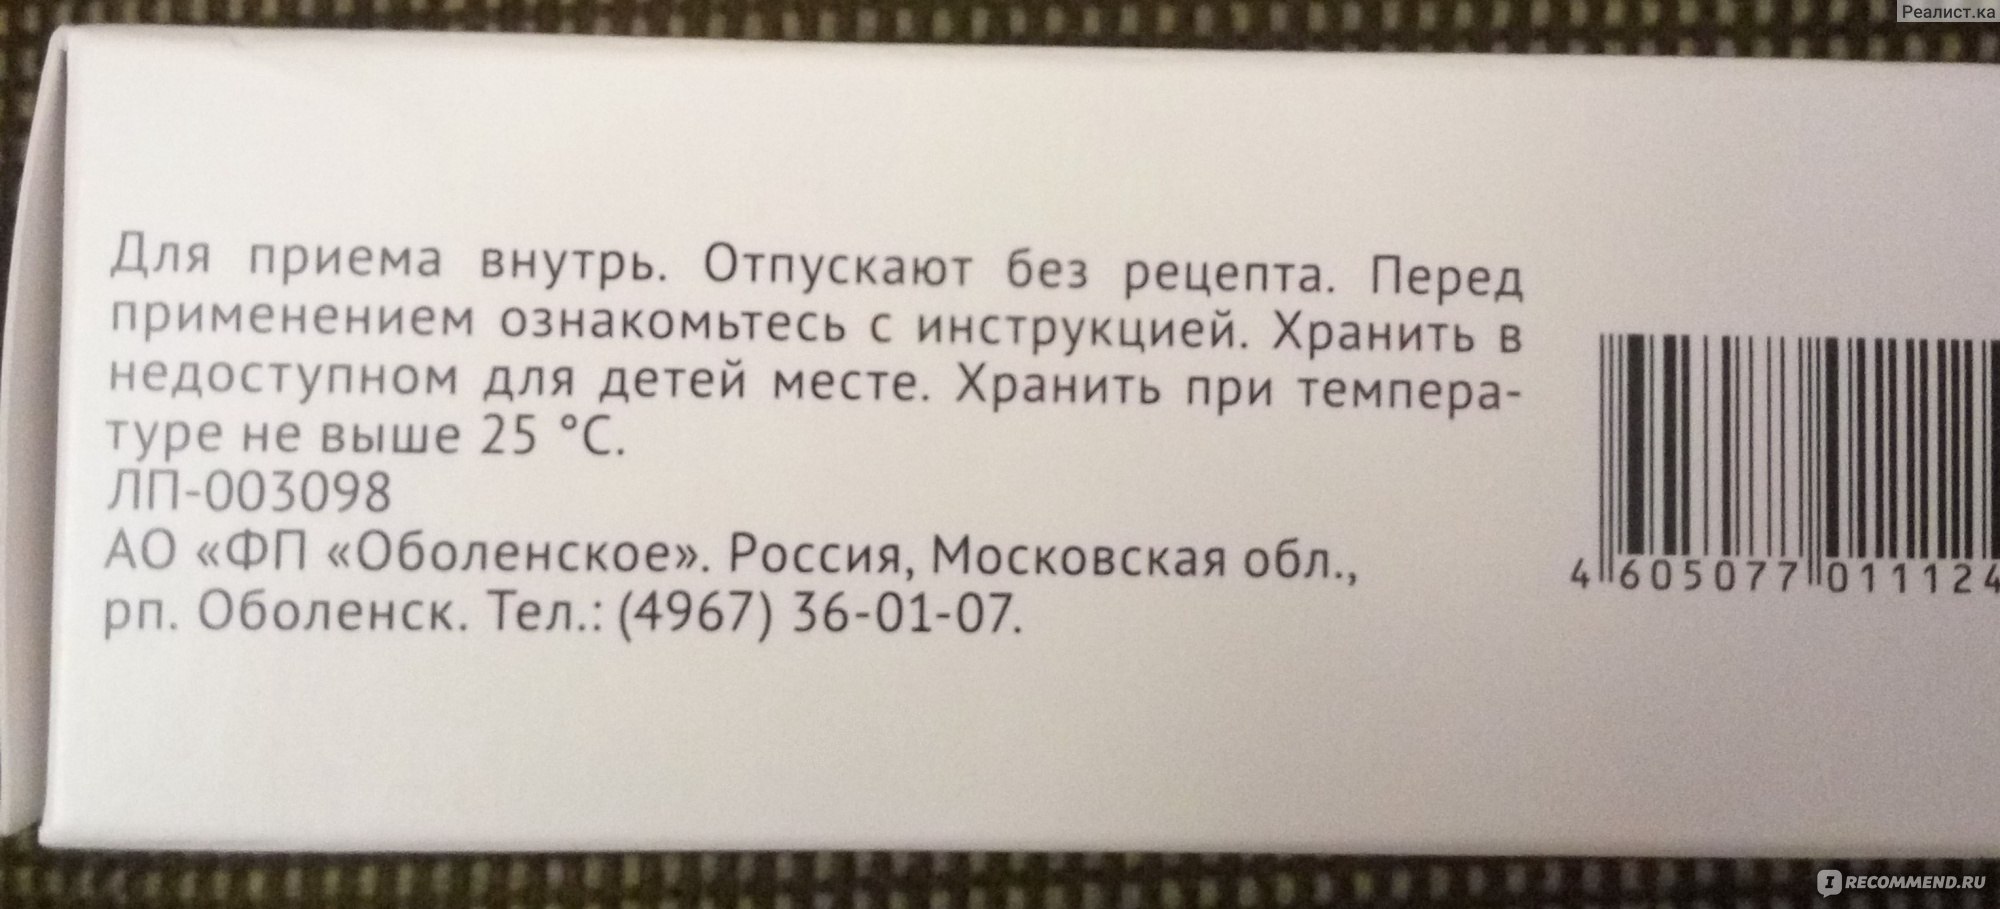 Реалист.ка
Для приема внутрь. Отпускают без рецепта. Перед
применением ознакомьтесь с инструкцией. Хранить в
недоступном для детей месте. Хранить при темпера-
туре не выше 25 °С.
ЛП-003098
АО «ФП «Оболенское». Россия, Московская обл.,
рп. Оболенск. Тел.: (4967) 36-01-07.
4 605077 011124
IRECOMMEND.RU